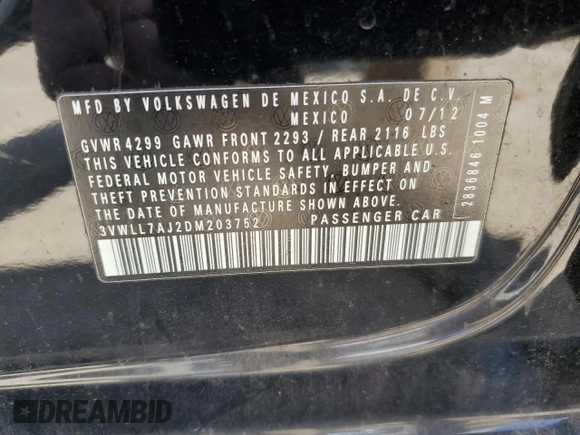 MFD BY VOLKSWAGEN DE MEXICO S.A. DE C.V.
MEXICO 07/12
GVWR 4299 GAWR FRONT 2293 / REAR 2116 LBS
THIS VEHICLE CONFORMS TO ALL APPLICABLE U.S.
FEDERAL MOTOR VEHICLE SAFETY, BUMPER AND
THEFT PREVENTION STANDARDS IN EFFECT ON
THE DATE OF MANUFACTURE SHOWN ABOVE.
3VWLL7AJ2DM203752 PASSENGER CAR
2836846 1004 M
DREAMBID